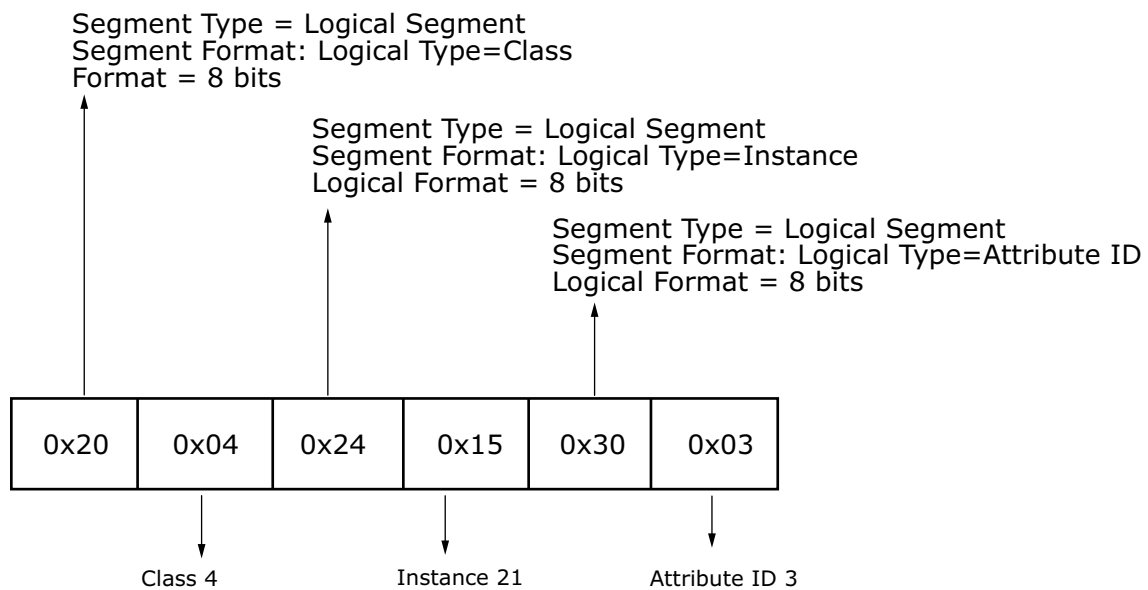 Segment Type = Logical Segment
Segment Format: Logical Type=Class
Format = 8 bits
Segment Type = Logical Segment
Segment Format: Logical Type=Instance
Logical Format = 8 bits
Segment Type = Logical Segment
Segment Format: Logical Type=Attribute ID
Logical Format = 8 bits
0x20 0x04 0x24 0x15 0x30 0x03
Class 4 Instance 21 Attribute ID 3